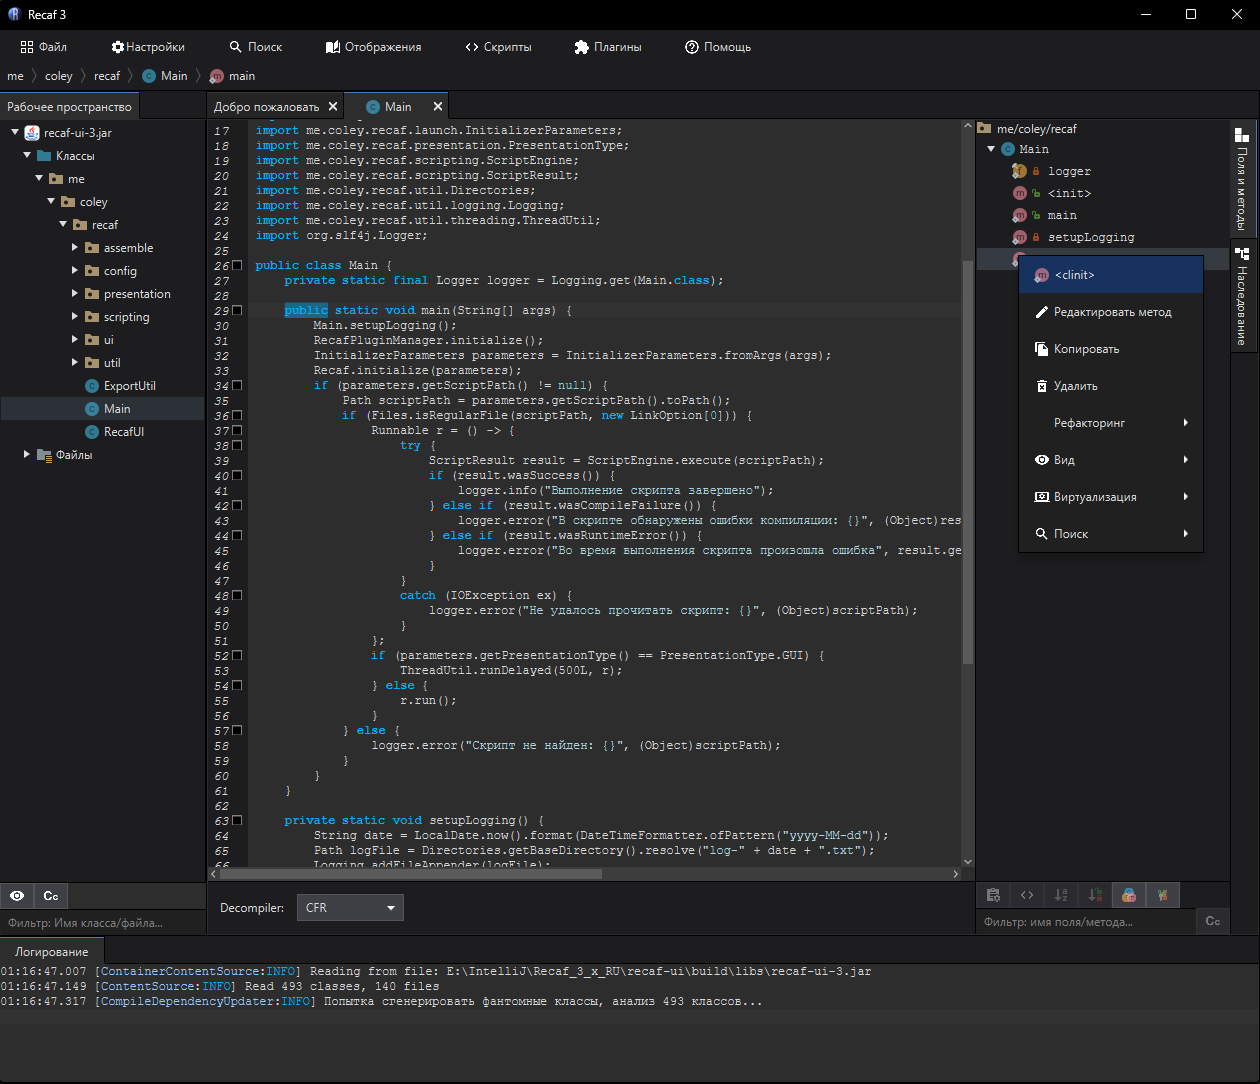 Recaf 3
Файл Настройки Поиск Отображения Скрипты Плагины Помощь
me coley recaf Main main
Рабочее пространство
recaf-ui-3.jar
Классы
me
coley
recaf
assemble
config
presentation
scripting
ui
util
ExportUtil
Main
RecafUI
Файлы
Cc
Фильтр: Имя класса/файла...
Добро пожаловать Main
17 import me.coley.recaf.launch.InitializerParameters;
18 import me.coley.recaf.presentation.PresentationType;
19 import me.coley.recaf.scripting.ScriptEngine;
20 import me.coley.recaf.scripting.ScriptResult;
21 import me.coley.recaf.util.Directories;
22 import me.coley.recaf.util.logging.Logging;
23 import me.coley.recaf.util.threading.ThreadUtil;
24 import org.slf4j.Logger;
25
26 public class Main {
27 private static final Logger logger = Logging.get(Main.class);
28
29 public static void main(String[] args) {
30 Main.setupLogging();
31 RecafPluginManager.initialize();
32 InitializerParameters parameters = InitializerParameters.fromArgs(args);
33 Recaf.initialize(parameters);
34 if (parameters.getScriptPath() != null) {
35 Path scriptPath = parameters.getScriptPath().toPath();
36 if (Files.isRegularFile(scriptPath, new LinkOption[0])) {
37 Runnable r = () -> {
38 try {
39 ScriptResult result = ScriptEngine.execute(scriptPath);
40 if (result.wasSuccess()) {
41 logger.info("Выполнение скрипта завершено");
42 } else if (result.wasCompileFailure()) {
43 logger.error("В скрипте обнаружены ошибки компиляции: {}", (Object)res
44 } else if (result.wasRuntimeError()) {
45 logger.error("Во время выполнения скрипта произошла ошибка", result.ge
46 }
47 }
48 catch (IOException ex) {
49 logger.error("Не удалось прочитать скрипт: {}", (Object)scriptPath);
50 }
51 };
52 if (parameters.getPresentationType() == PresentationType.GUI) {
53 ThreadUtil.runDelayed(500L, r);
54 } else {
55 r.run();
56 }
57 } else {
58 logger.error("Скрипт не найден: {}", (Object)scriptPath);
59 }
60 }
61 }
62
63 private static void setupLogging() {
64 String date = LocalDate.now().format(DateTimeFormatter.ofPattern("yyyy-MM-dd"));
65 Path logFile = Directories.getBaseDirectory().resolve("log-" + date + ".txt");
66 Logging.addFileAppender(logFile);
Decompiler: CFR
me/coley/recaf
Main
logger
<init>
main
setupLogging
<clinit>
Редактировать метод
Копировать
Удалить
Рефакторинг
Вид
Виртуализация
Поиск
Поля и методы
Наследование
Фильтр: имя поля/метода... Cc
Логирование
01:16:47.007 [ContainerContentSource:INFO] Reading from file: E:\IntelliJ\Recaf_3_x_RU\recaf-ui\build\libs\recaf-ui-3.jar
01:16:47.149 [ContentSource:INFO] Read 493 classes, 140 files
01:16:47.317 [CompileDependencyUpdater:INFO] Попытка сгенерировать фантомные классы, анализ 493 классов...